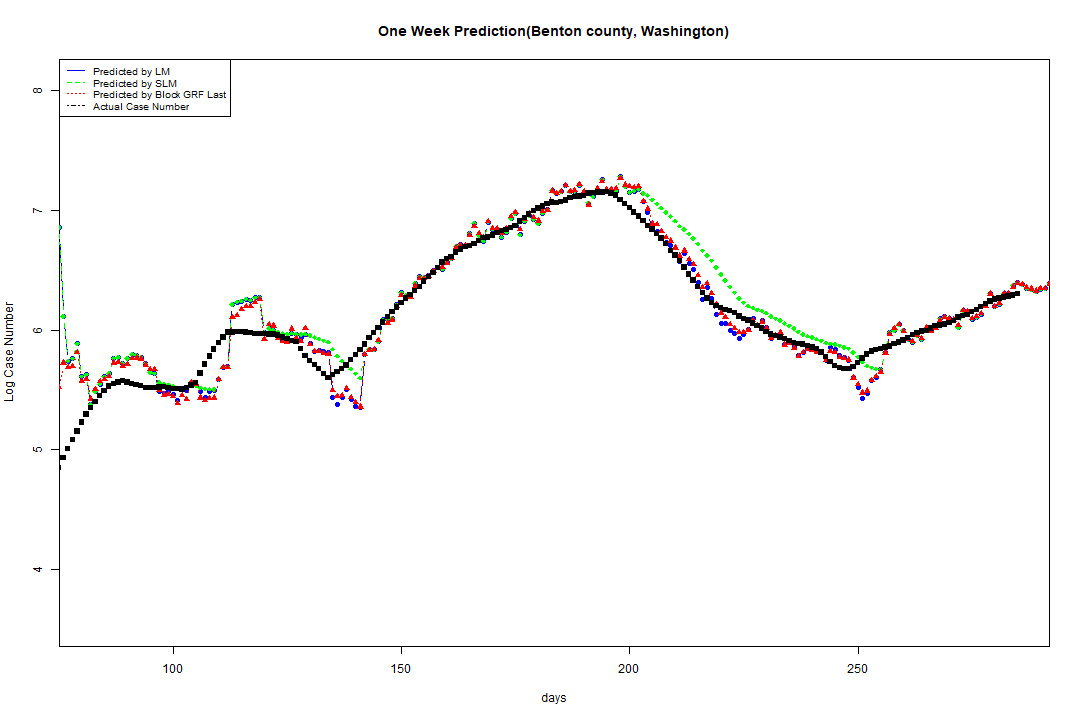 One Week Prediction(Benton county, Washington)
Predicted by LM
Predicted by SLM
Predicted by Block GRF Last
Actual Case Number
8
7
6
5
4
Log Case Number
100
150
200
250
days